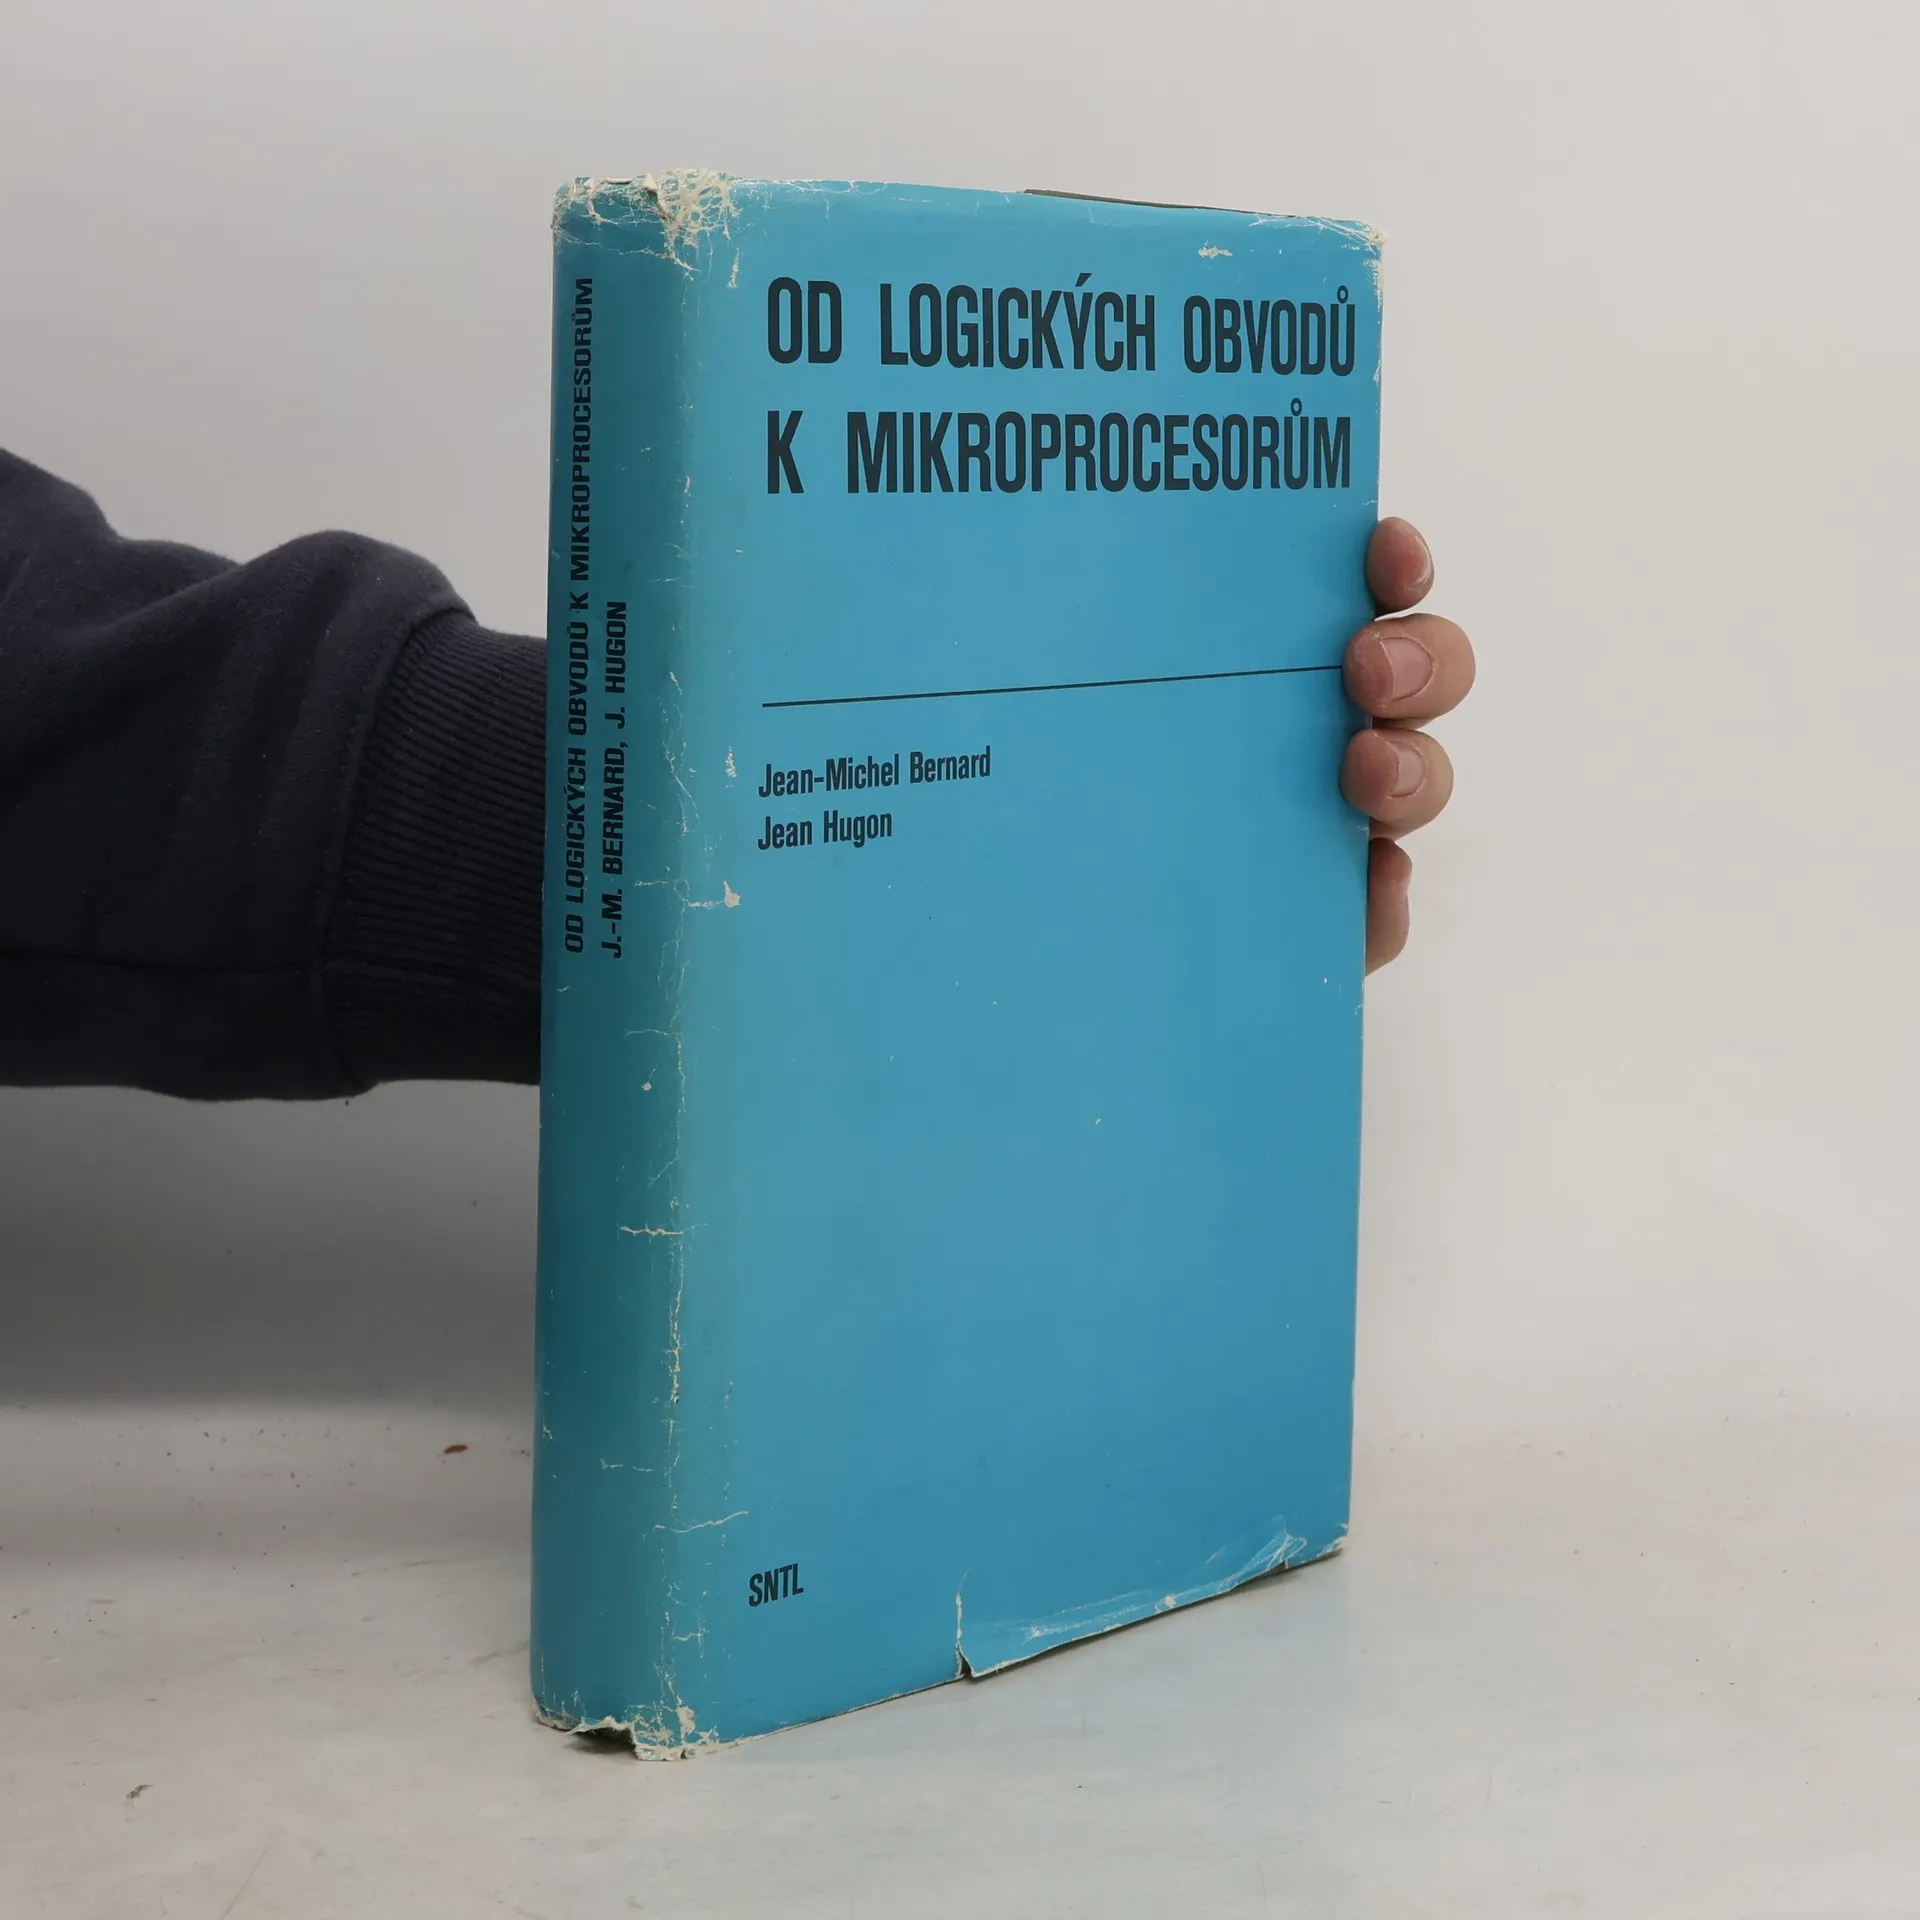 OD LOGICKÝCH OBVODŮ K MIKROPROCESORŮM
J.-M. BERNARD, J. HUGON
OD LOGICKÝCH OBVODŮ
K MIKROPROCESORŮM
Jean-Michel Bernard
Jean Hugon
SNTL